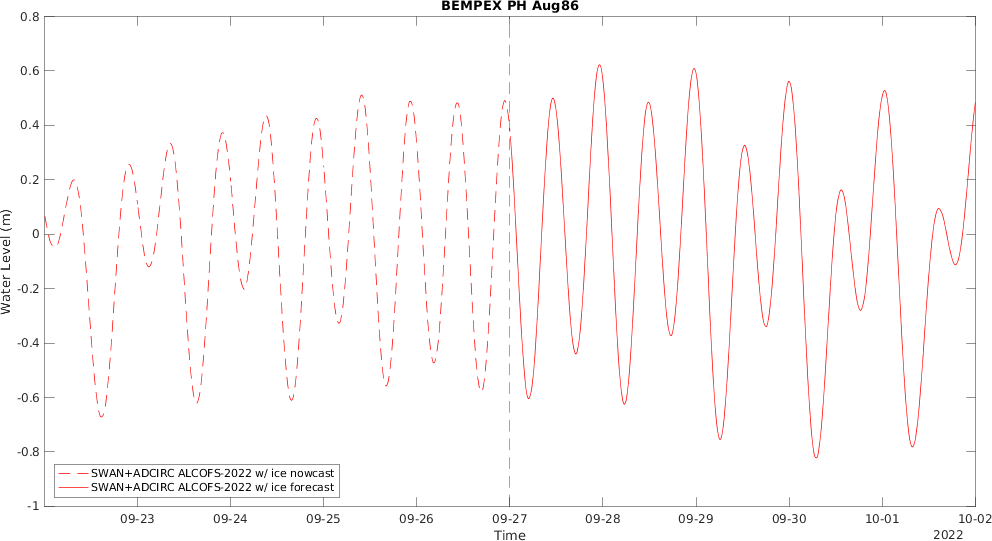 BEMPEX PH Aug86
0.8
0.6
0.4
0.2
0
-0.2
-0.4
-0.6
-0.8
-1
Water Level (m)
SWAN+ADCIRC ALCOFS-2022 w/ ice nowcast
SWAN+ADCIRC ALCOFS-2022 w/ ice forecast
09-23 09-24 09-25 09-26 09-27 09-28 09-29 09-30 10-01 10-02
Time
2022